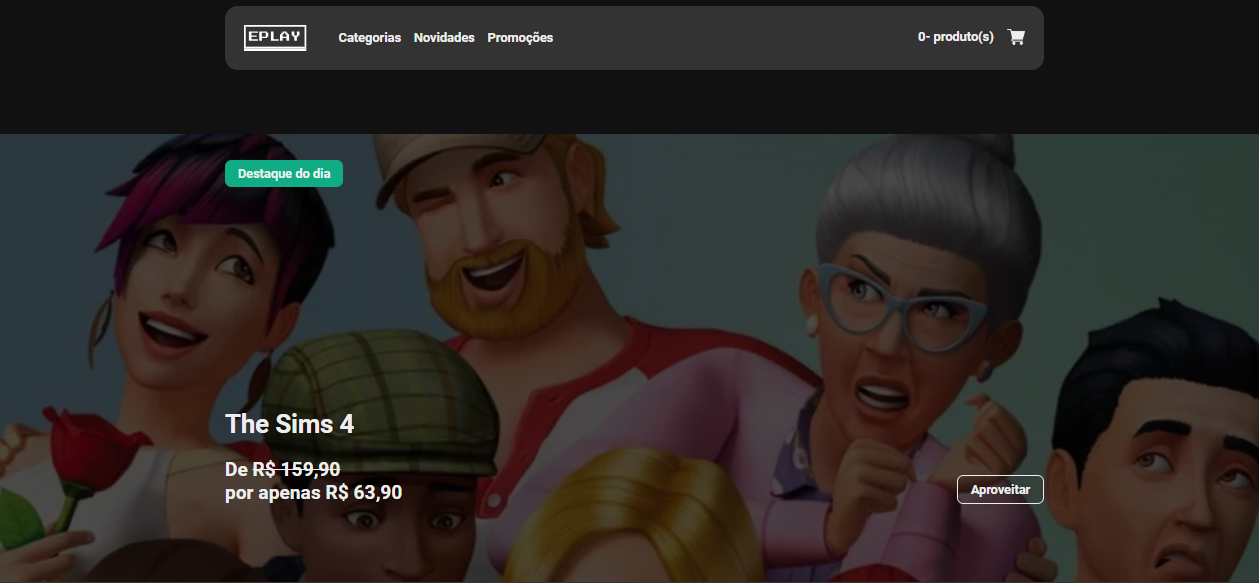 EPLAY
Categorias Novidades Promoções
0- produto(s)
Destaque do dia
The Sims 4
De R$ 159,90
por apenas R$ 63,90
Aproveitar